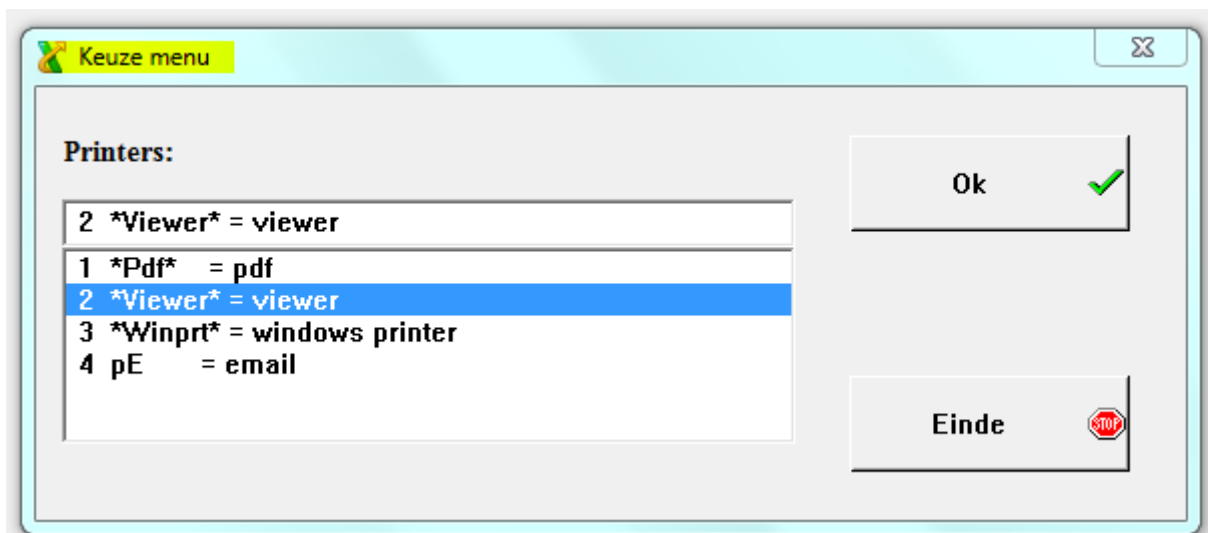 Keuze menu
Printers:
2 *Viewer* = viewer
1 *Pdf* = pdf
2 *Viewer* = viewer
3 *Winprt* = windows printer
4 pE = email
Ok
Einde
STOP